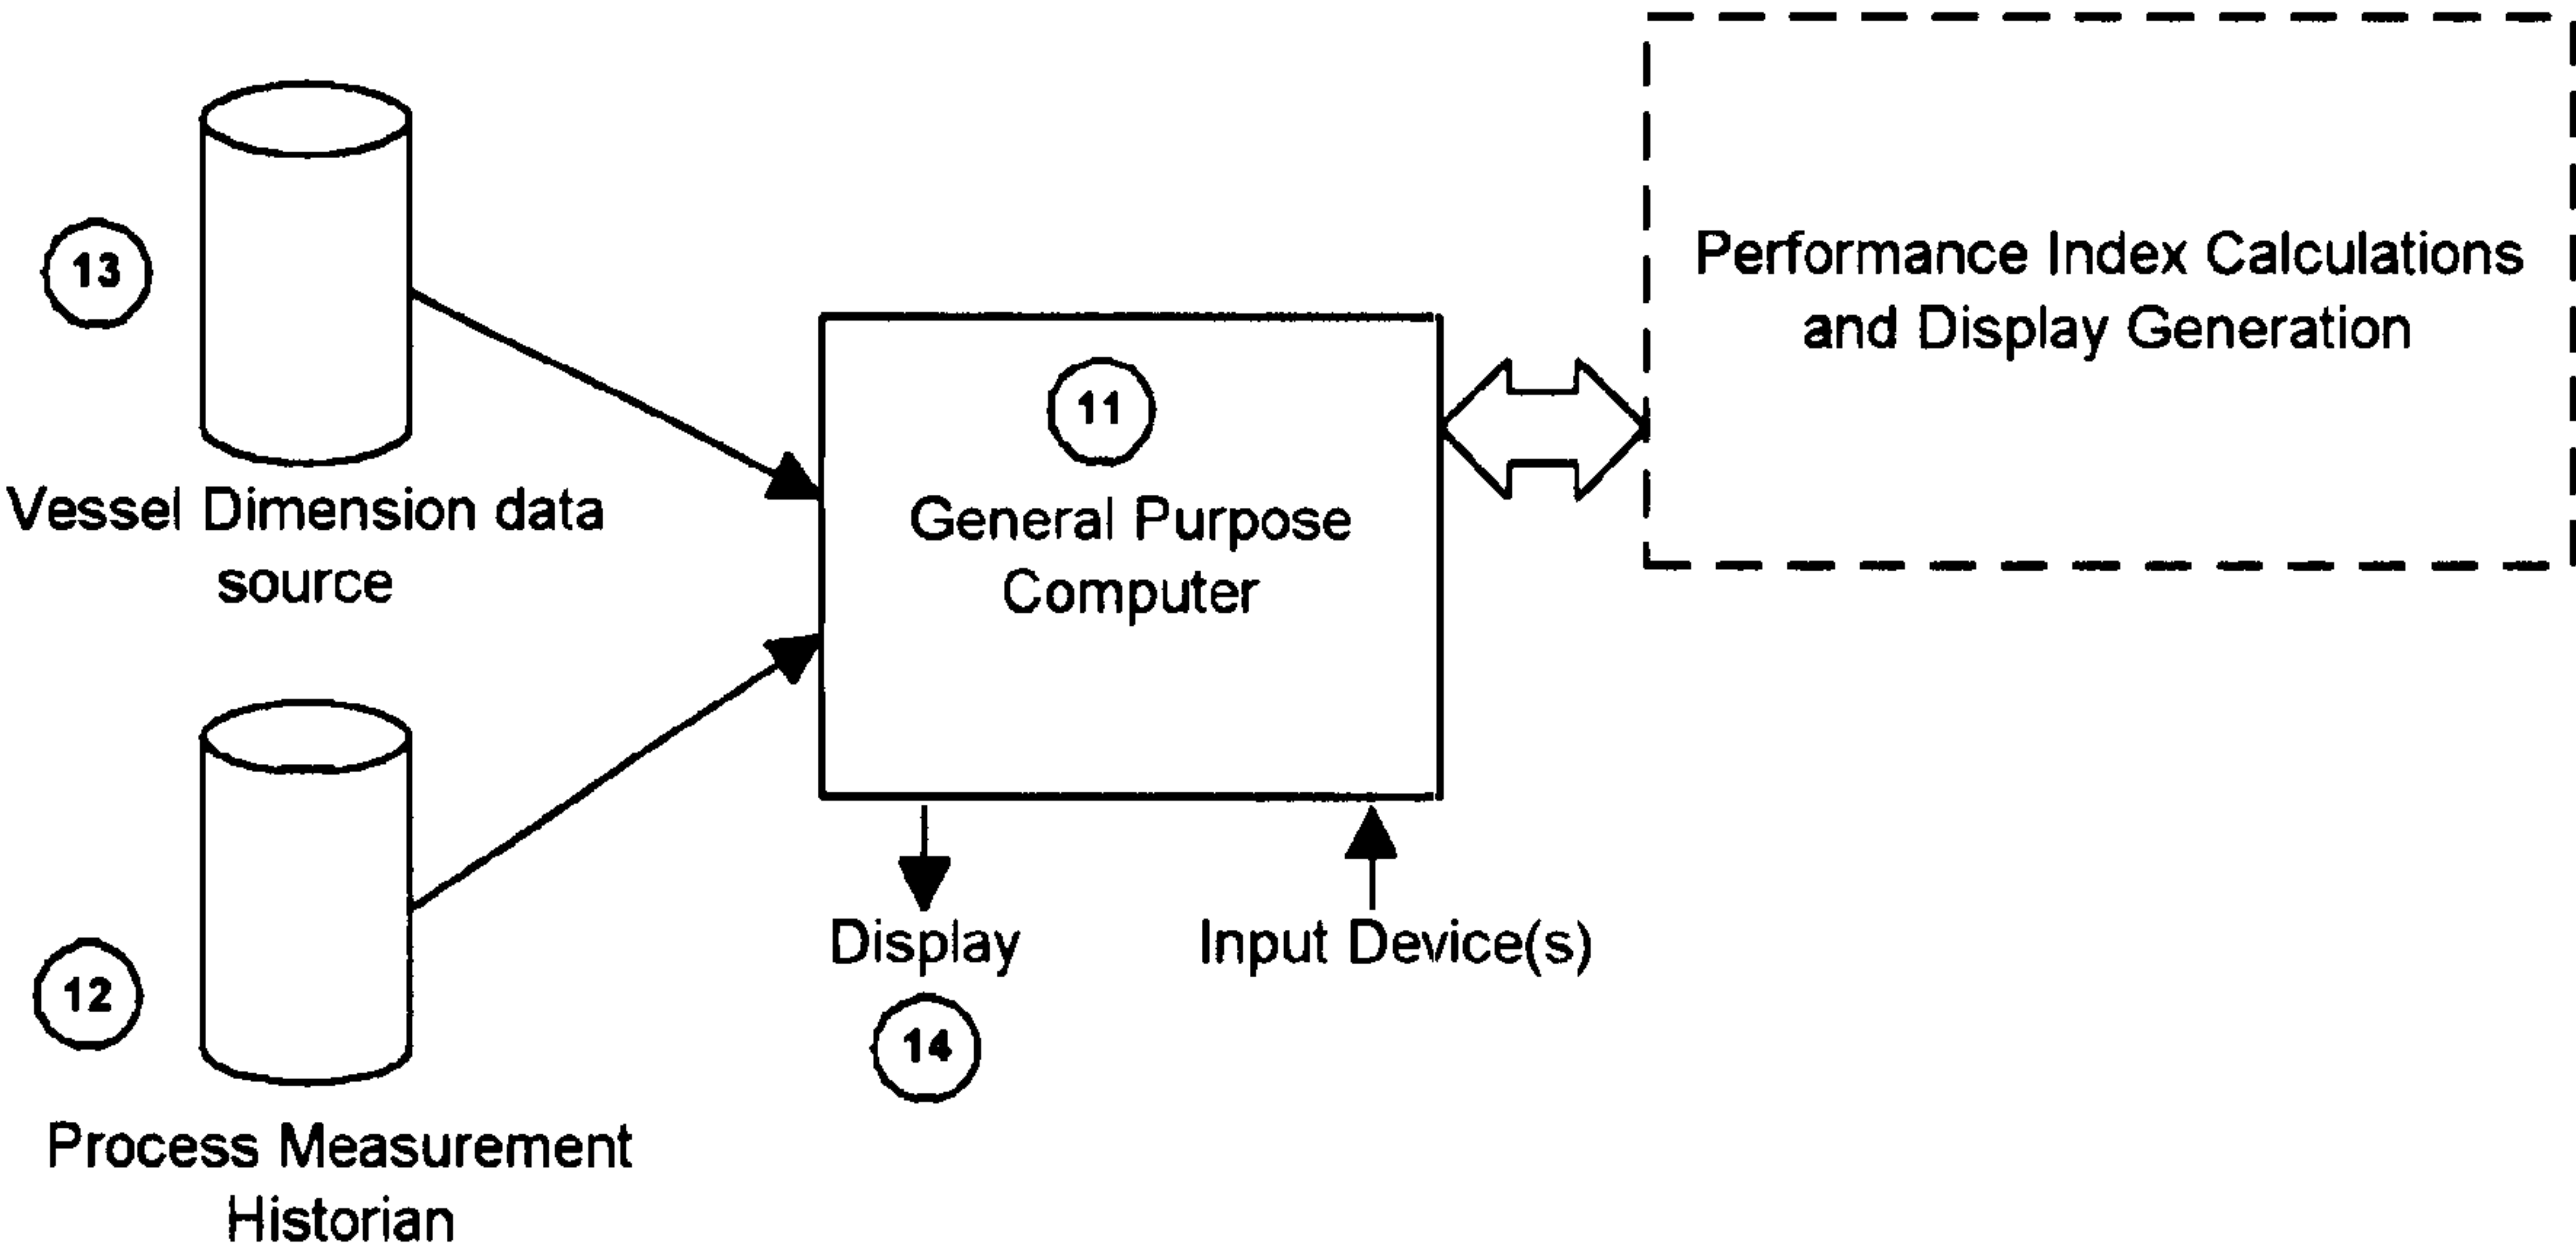 13
Vessel Dimension data
source
11
General Purpose
Computer
Performance Index Calculations
and Display Generation
12
Process Measurement
Historian
Display
14
Input Device(s)